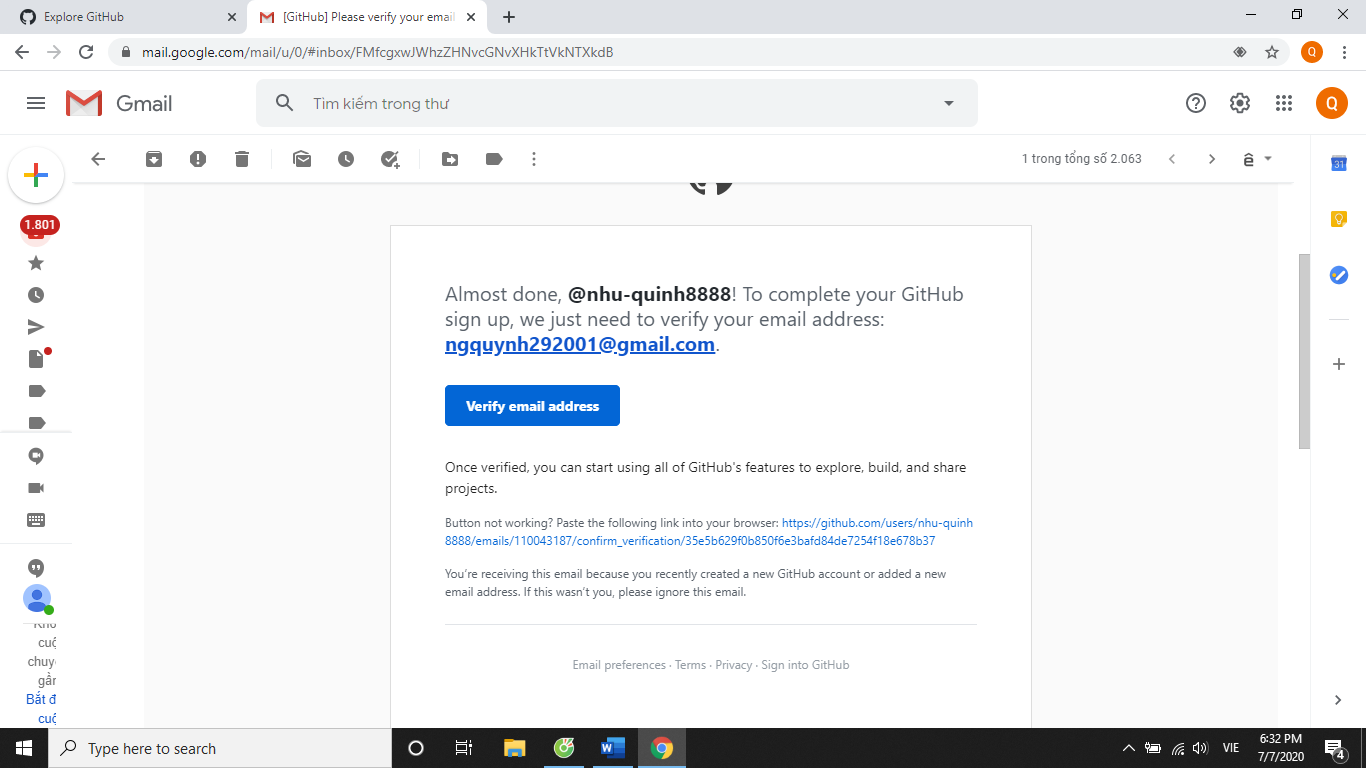 Explore GitHub
[GitHub] Please verify your email
mail.google.com/mail/u/0/#inbox/FMfcgxwJWhzZHNvcGNvXHkTtVkNTXkdB
Q
Gmail
Tìm kiếm trong thư
Q
1 trong tổng số 2.063
ê
31
1.801
Almost done, @nhu-quinh8888! To complete your GitHub
sign up, we just need to verify your email address:
ngquynh292001@gmail.com.
Verify email address
Once verified, you can start using all of GitHub's features to explore, build, and share
projects.
Button not working? Paste the following link into your browser: https://github.com/users/nhu-quinh
8888/emails/110043187/confirm_verification/35e5b629f0b850f6e3bafd84de7254f18e678b37
You’re receiving this email because you recently created a new GitHub account or added a new
email address. If this wasn’t you, please ignore this email.
Email preferences · Terms · Privacy · Sign into GitHub
cuộ
chuyệ
gần
Bắt đ
cuộ
Type here to search
W
VIE
6:32 PM
7/7/2020
4